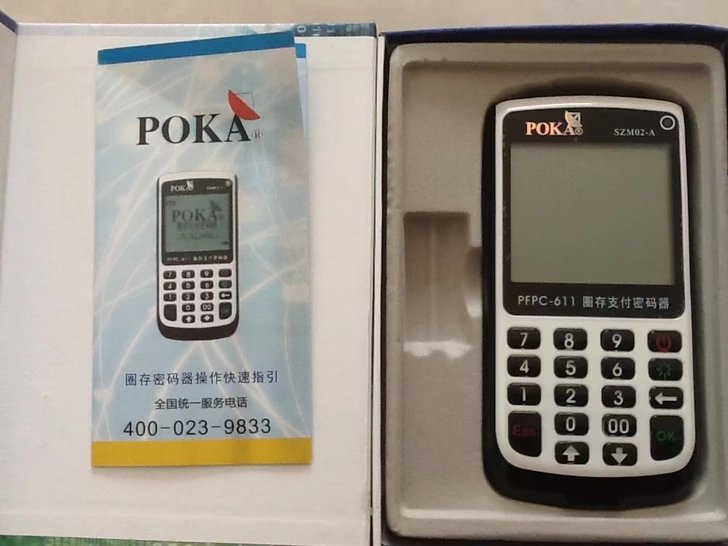 POKA®
POKA
圈存密码器操作快速指引
全国统一服务电话
400-023-9833
POKA®
SZM02-A
PFPC-611 圈存支付密码器
7 8 9
4 5 6
1 2 3
Esc 0 00 OK